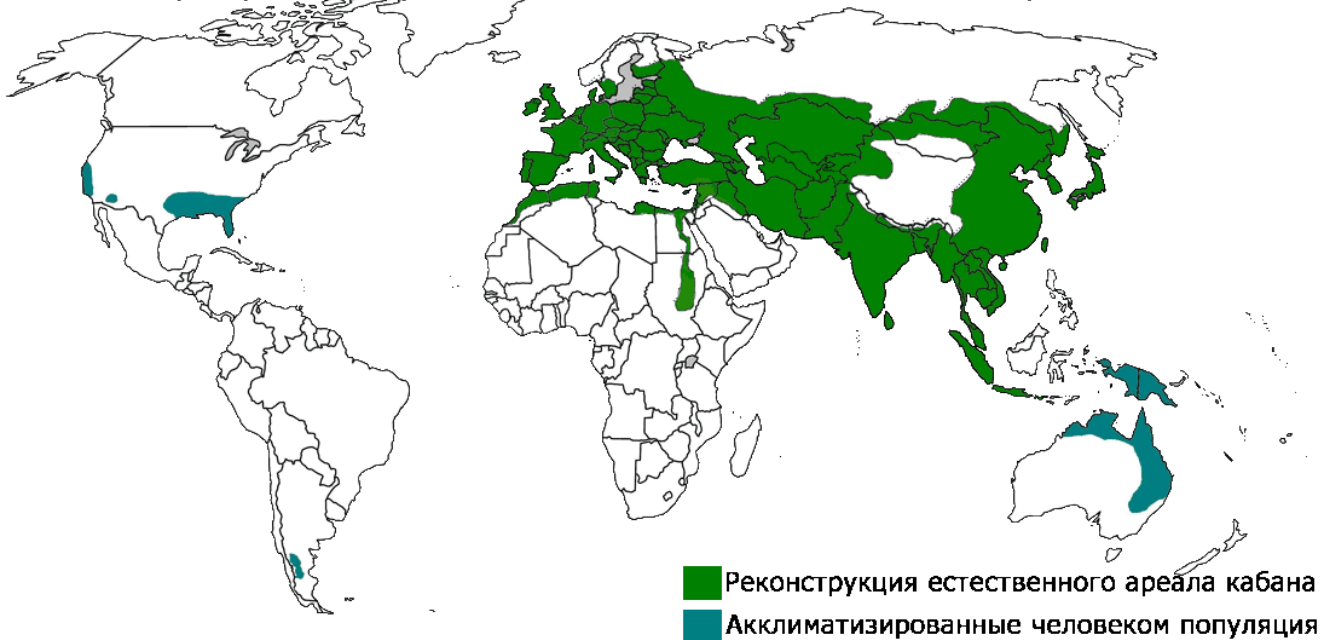 Реконструкция естественного ареала кабана
Акклиматизированные человеком популяция